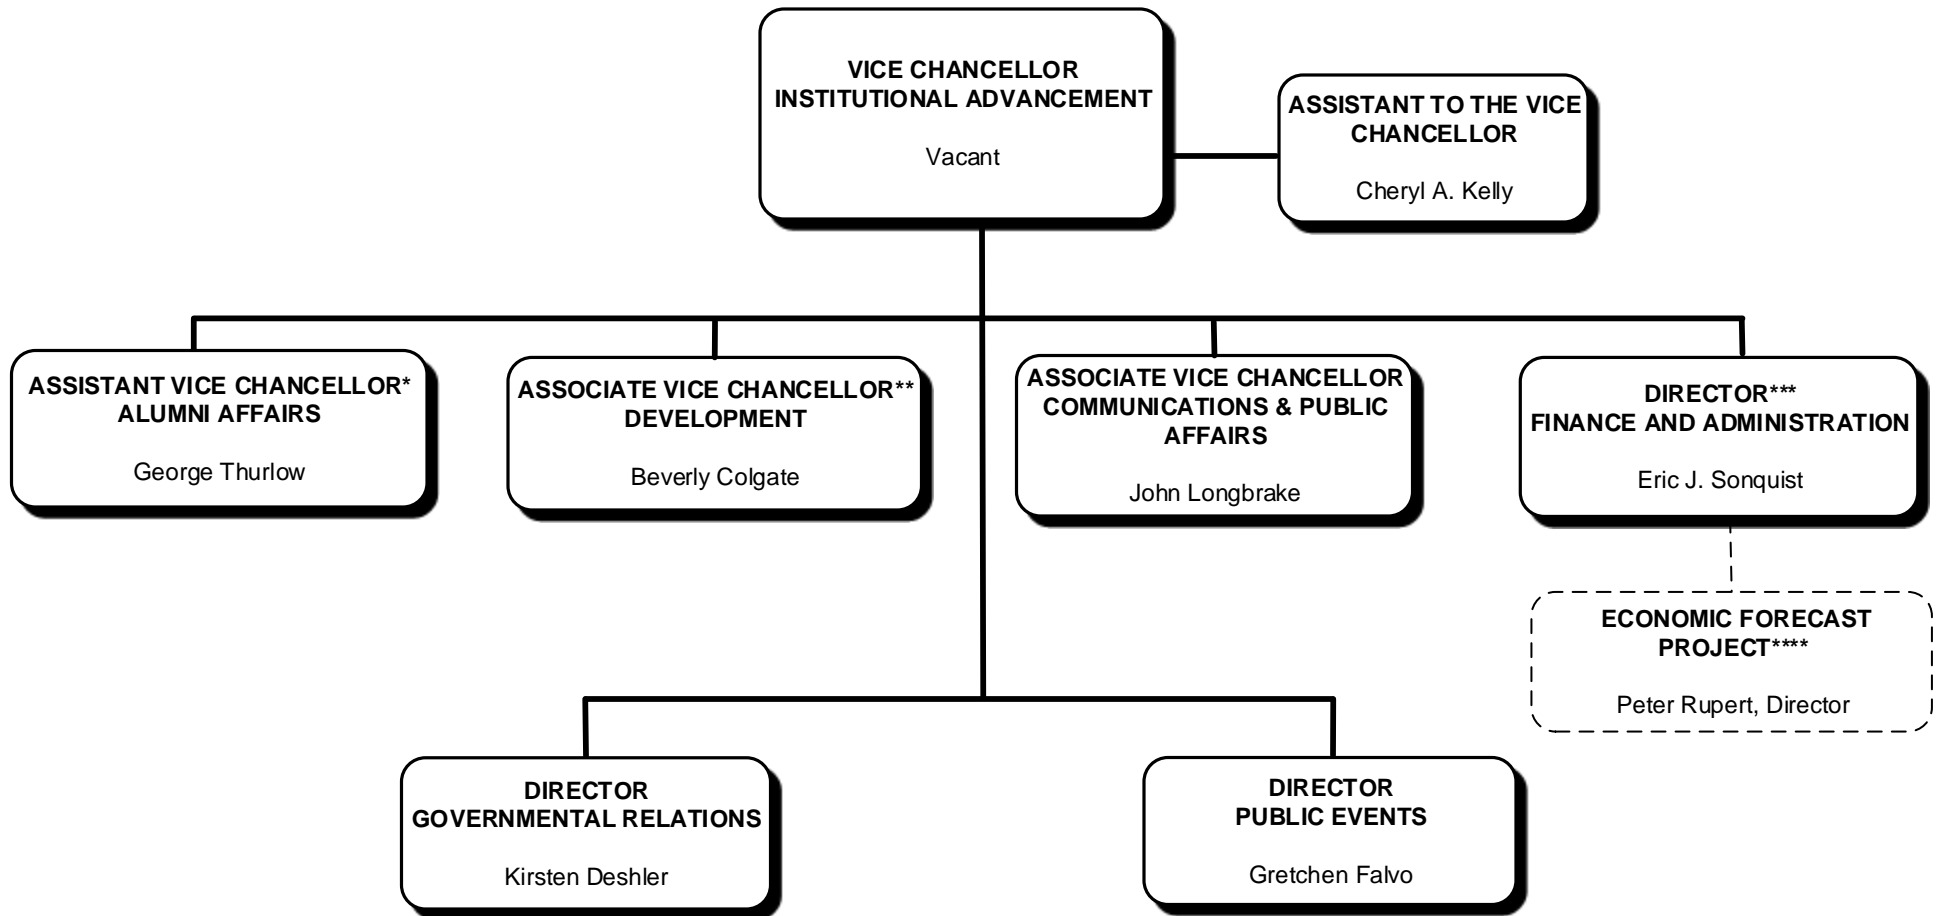 VICE CHANCELLOR
INSTITUTIONAL ADVANCEMENT
Vacant
ASSISTANT TO THE VICE
CHANCELLOR
Cheryl A. Kelly
ASSISTANT VICE CHANCELLOR*
ALUMNI AFFAIRS
George Thurlow
ASSOCIATE VICE CHANCELLOR**
DEVELOPMENT
Beverly Colgate
ASSOCIATE VICE CHANCELLOR
COMMUNICATIONS & PUBLIC
AFFAIRS
John Longbrake
DIRECTOR***
FINANCE AND ADMINISTRATION
Eric J. Sonquist
ECONOMIC FORECAST
PROJECT****
Peter Rupert, Director
DIRECTOR
GOVERNMENTAL RELATIONS
Kirsten Deshler
DIRECTOR
PUBLIC EVENTS
Gretchen Falvo